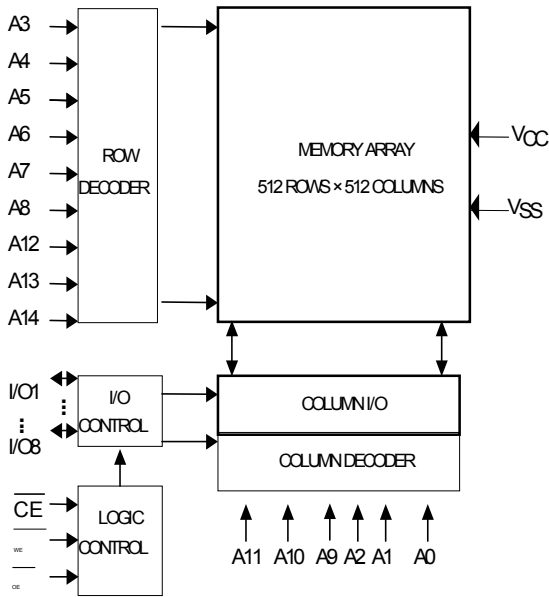 A3
A4
A5
A6
A7
A8
A12
A13
A14
ROW
DECODER
MEMORY ARRAY
512 ROWS × 512 COLUMNS
VCC
VSS
I/O1
I/O8
I/O
CONTROL
COLUMN I/O
COLUMN DECODER
CE
WE
OE
LOGIC
CONTROL
A11 A10 A9 A2 A1 A0